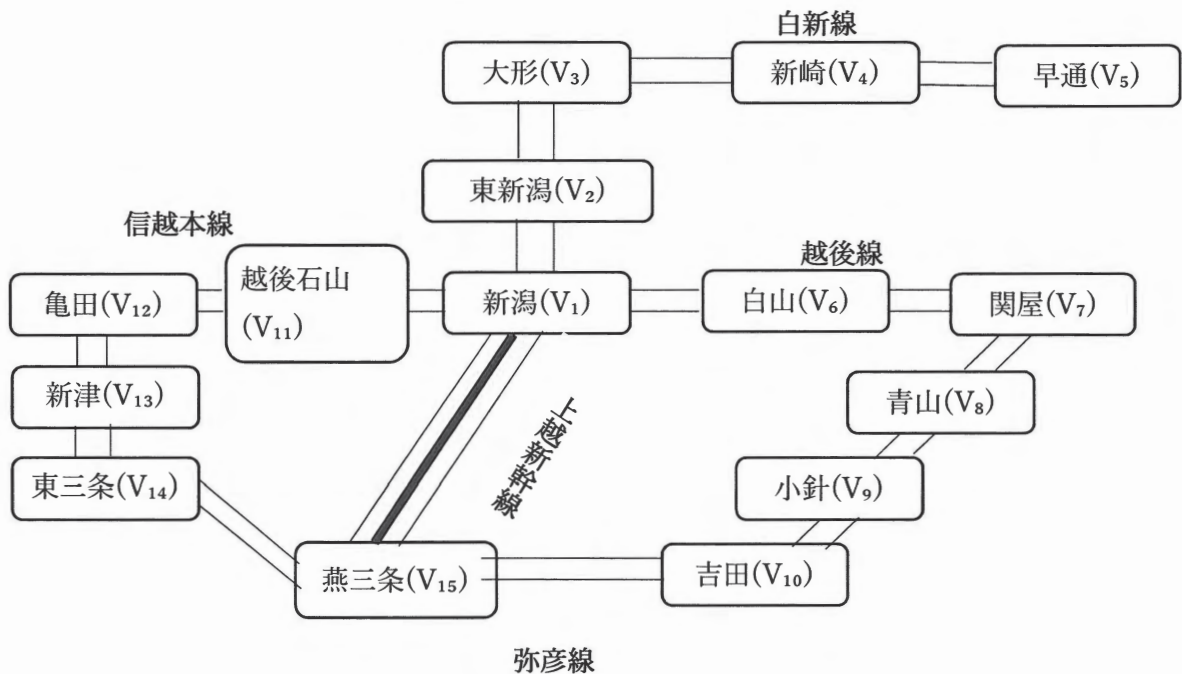 白新線
大形(V₃)
新崎(V₄)
早通(V₅)
東新潟(V₂)
信越本線
越後石山
(V₁₁)
越後線
亀田(V₁₂)
新潟(V₁)
白山(V₆)
関屋(V₇)
新津(V₁₃)
青山(V₈)
上越新幹線
東三条(V₁₄)
小針(V₉)
燕三条(V₁₅)
吉田(V₁₀)
弥彦線